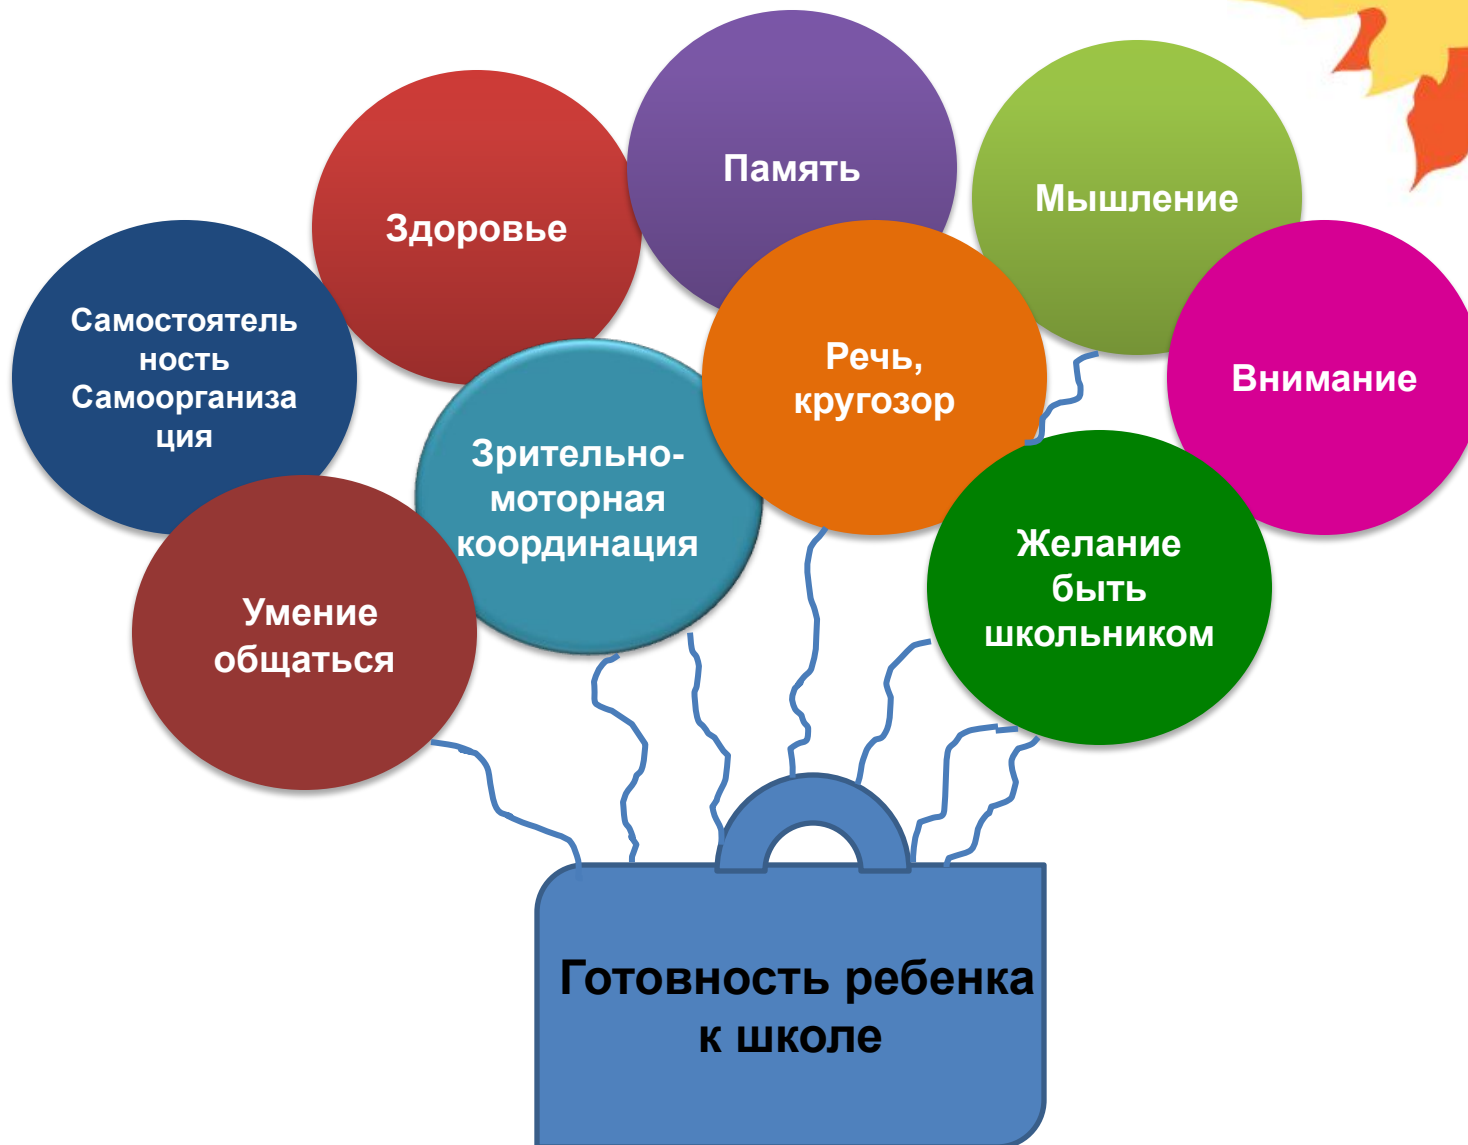 Память
Мышление
Здоровье
Самостоятель
ность
Самоорганиза
ция
Речь,
кругозор
Внимание
Зрительно-
моторная
координация
Желание
быть
школьником
Умение
общаться
Готовность ребенка
к школе